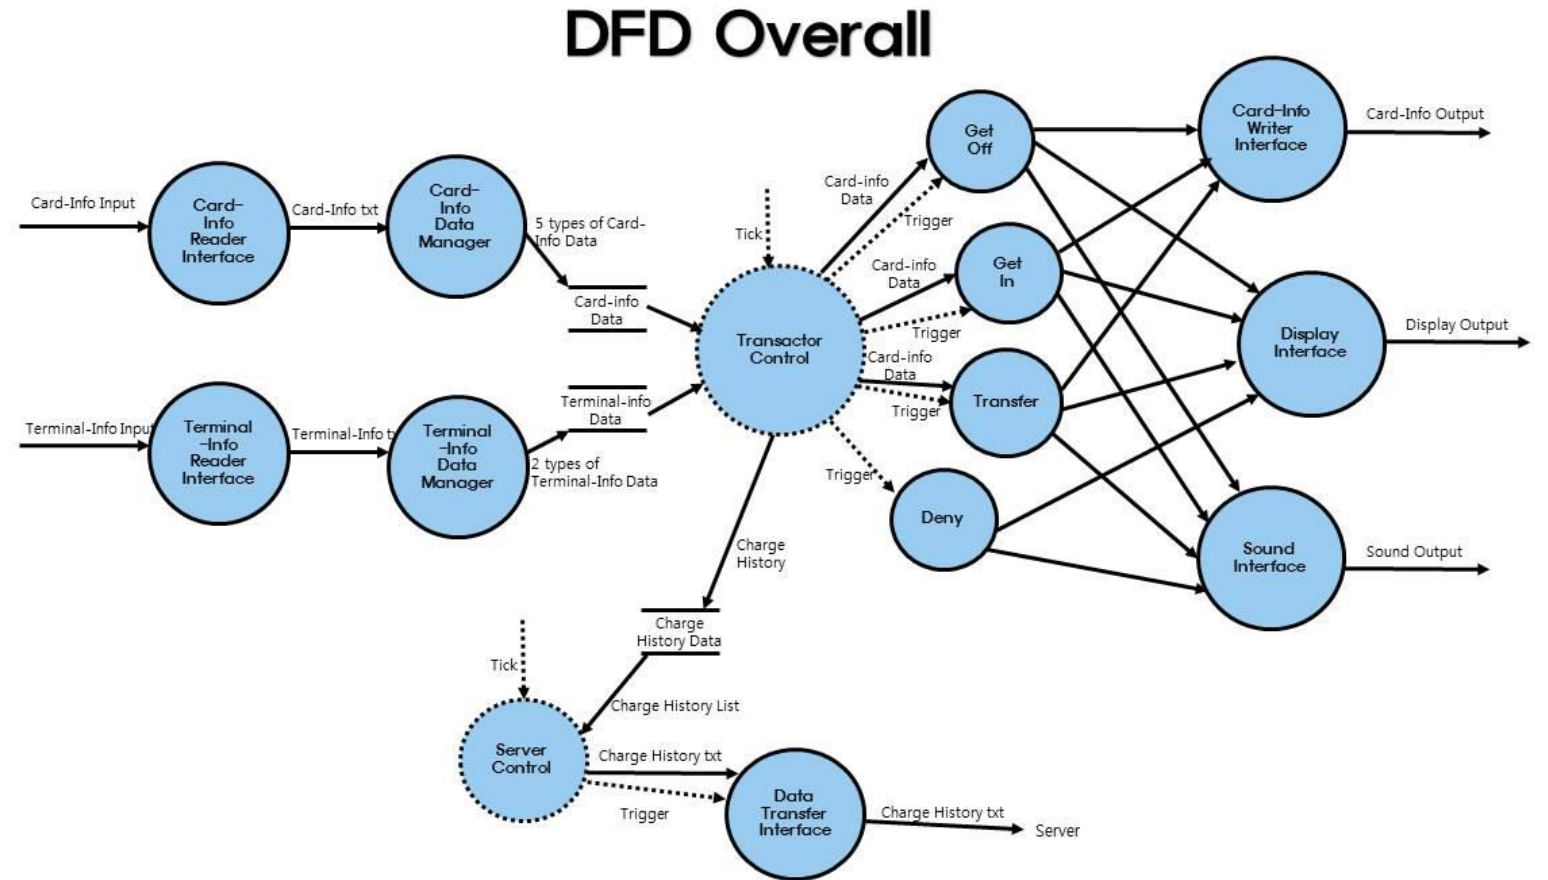 DFD Overall
Card-Info Input
Card-
Info
Reader
Interface
Card-Info txt
Card-
Info
Data
Manager
5 types of Card-
Info Data
Card-info
Data
Terminal-Info Input
Terminal
-Info
Reader
Interface
Terminal-Info t
Terminal
-Info
Data
Manager
2 types of
Terminal-Info Data
Terminal-info
Data
Tick
Transactor
Control
Card-info
Data
Trigger
Card-info
Data
Trigger
Card-info
Data
Trigger
Trigger
Get
Off
Get
In
Transfer
Deny
Card-Info
Writer
Interface
Card-Info Output
Display
Interface
Display Output
Sound
Interface
Sound Output
Charge
History
Charge
History Data
Tick
Charge History List
Server
Control
Charge History txt
Trigger
Data
Transfer
Interface
Charge History txt
Server